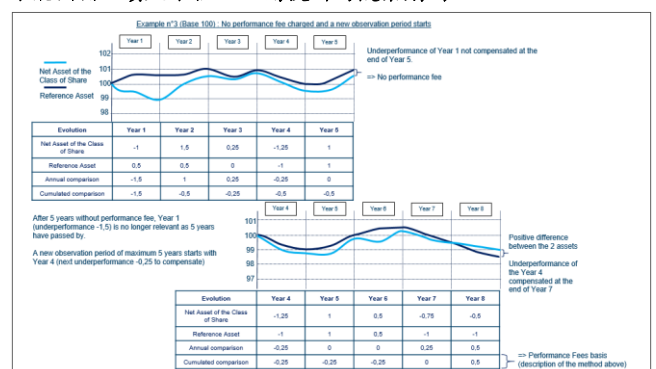 Example n°3 (Base 100) : No performance fee charged and a new observation period starts
Year 1 Year 2 Year 3 Year 4 Year 5
102
101
100
99
98
Net Asset of the
Class of Share
Reference Asset
Underperformance of Year 1 not compensated at the
end of Year 5.
=> No performance fee
Evolution Year 1 Year 2 Year 3 Year 4 Year 5
Net Asset of the Class
of Share
-1 1,5 0,25 -1,25 1
Reference Asset 0,5 0,5 0 -1 1
Annual comparison -1,5 1 0,25 -0,25 0
Cumulated comparison -1,5 -0,5 -0,25 -0,5 -0,5
After 5 years without performance fee, Year 1
(underperformance -1,5) is no longer relevant as 5 years
have passed by.
A new observation period of maximum 5 years starts with
Year 4 (next underperformance -0,25 to compensate)
Year 4 Year 5 Year 6 Year 7 Year 8
101
100
99
98
97
Positive difference
between the 2 assets
Underperformance of
the Year 4
compensated at the
end of Year 7
Evolution Year 4 Year 5 Year 6 Year 7 Year 8
Net Asset of the Class
of Share
-1,25 1 0,5 -0,75 -0,5
Reference Asset -1 1 0,5 -1 -1
Annual comparison -0,25 0 0 0,25 0,5
Cumulated comparison -0,25 -0,25 -0,25 0 0,5
=> Performance Fees basis
(description of the method above)